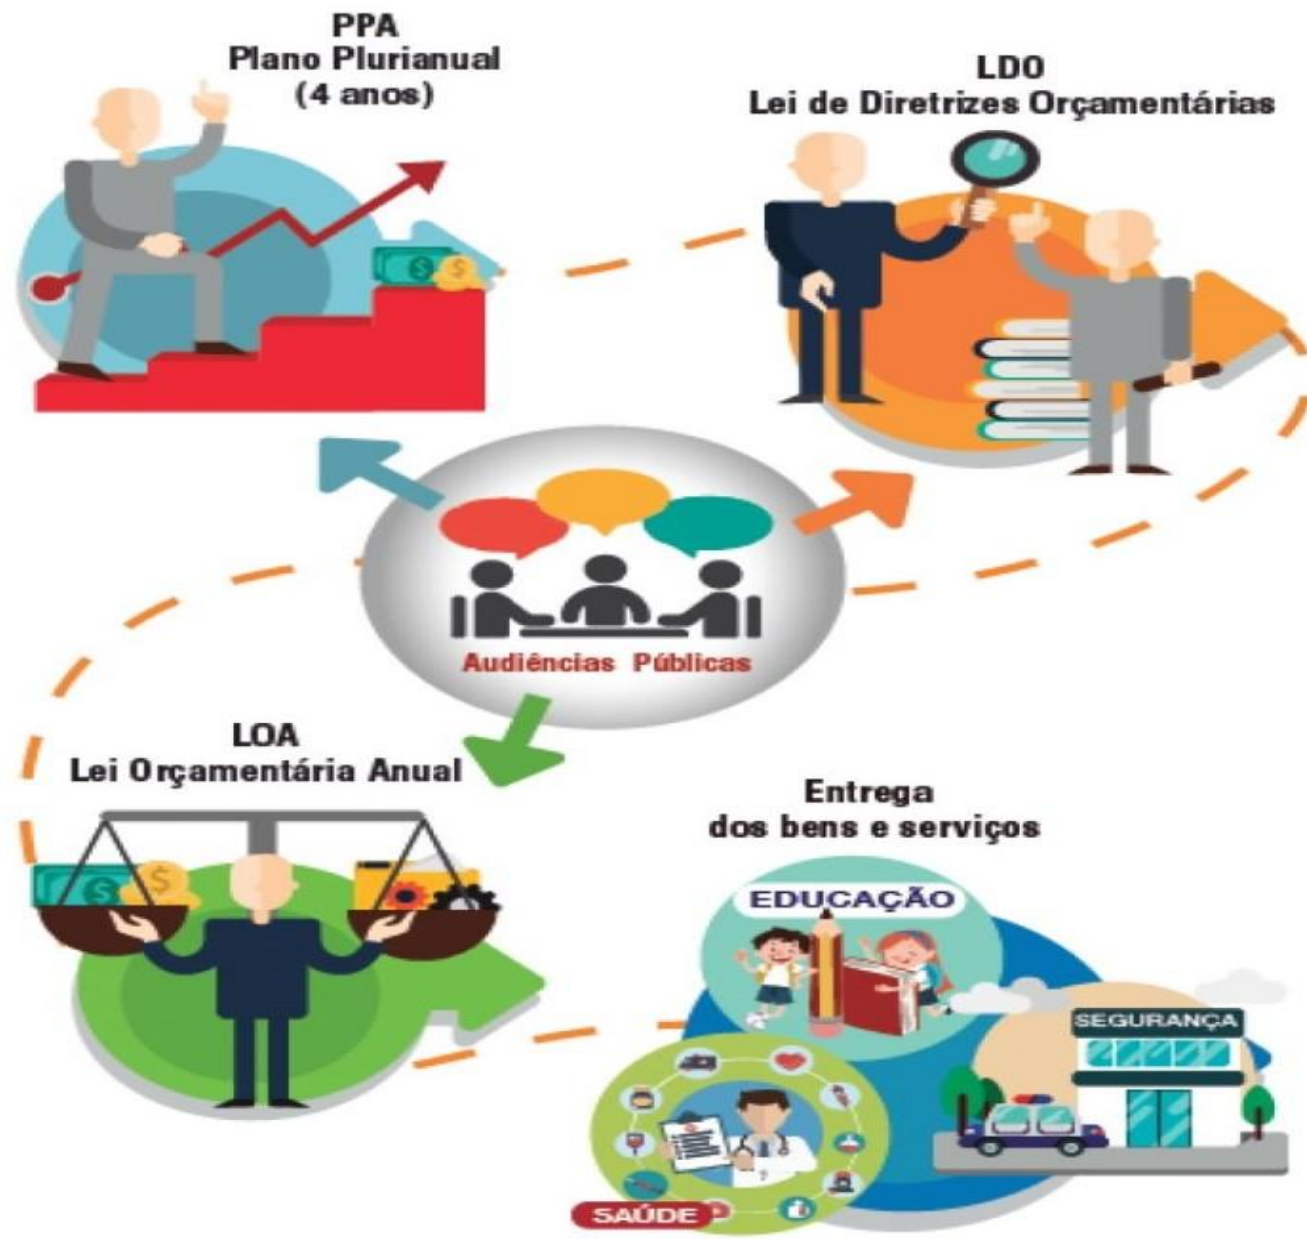 PPA
Plano Plurianual
(4 anos)
LDO
Lei de Diretrizes Orçamentárias
Audiências Públicas
LOA
Lei Orçamentária Anual
Entrega
dos bens e serviços
EDUCAÇÃO
SEGURANÇA
SAÚDE